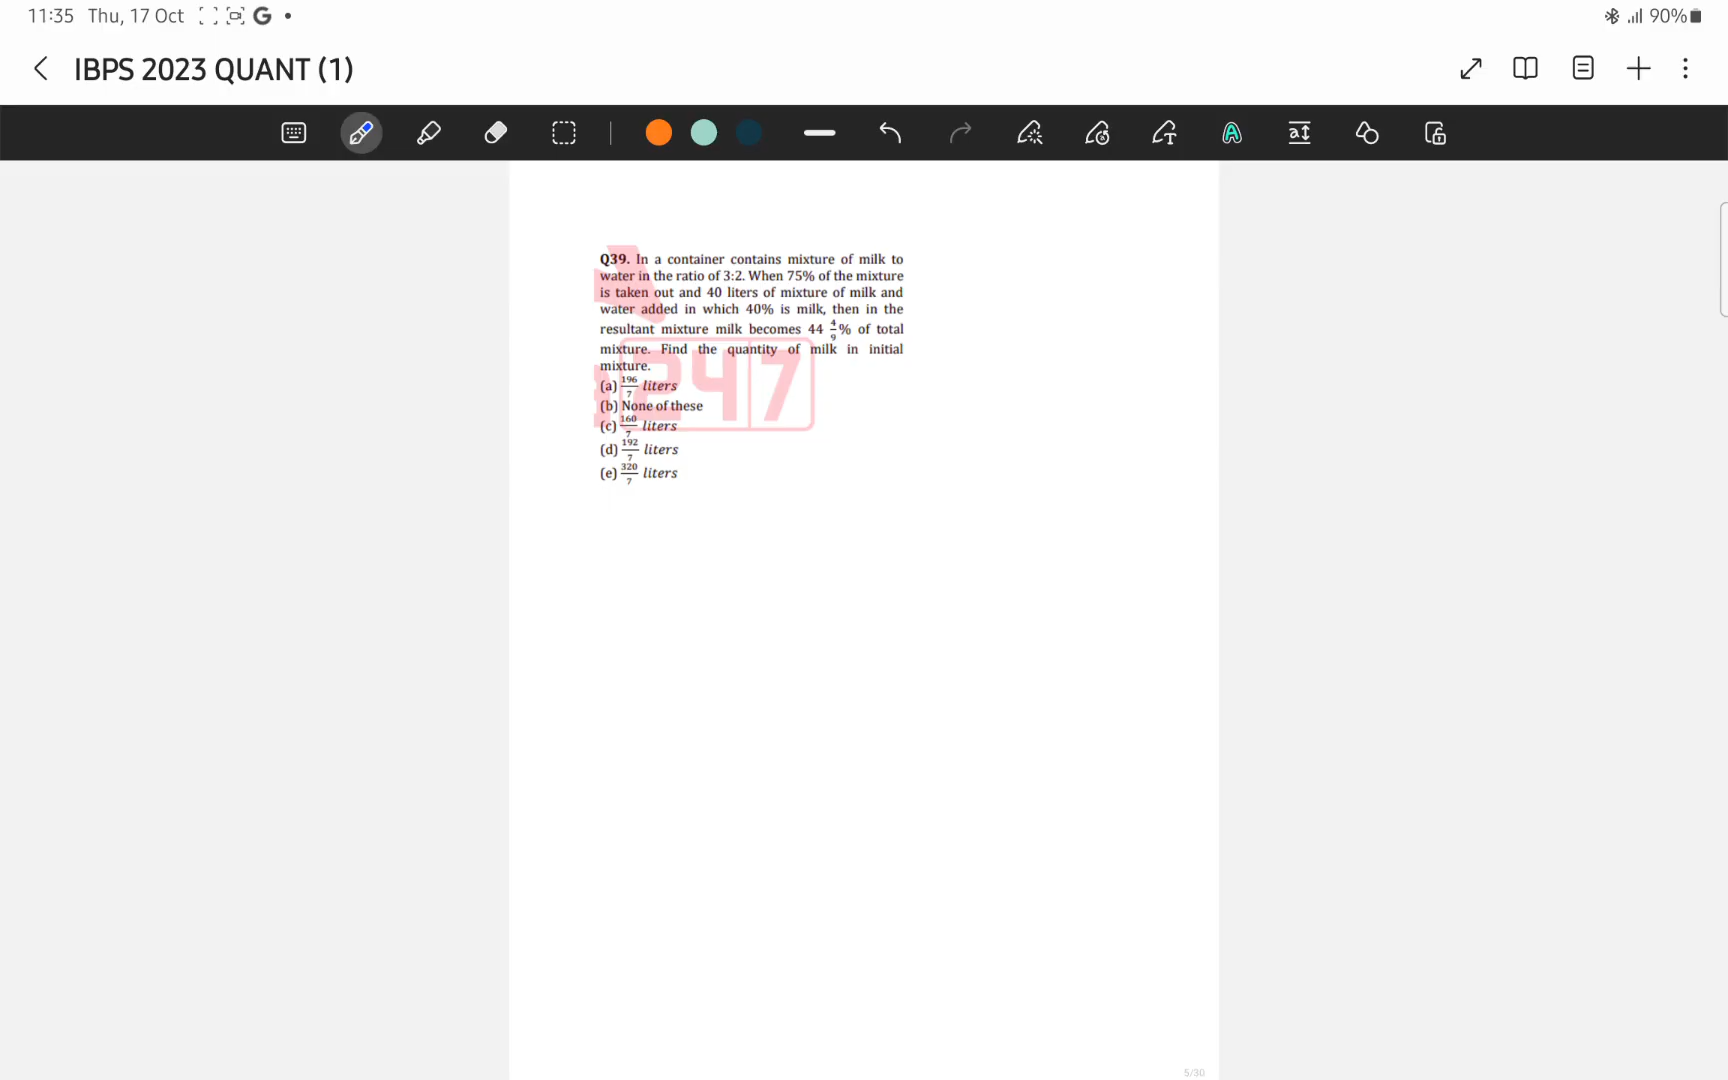 11:35 Thu, 17 Oct G 90%
IBPS 2023 QUANT (1)
A a T
Q39. In a container contains mixture of milk to
water in the ratio of 3:2. When 75% of the mixture
is taken out and 40 liters of mixture of milk and
water added in which 40% is milk, then in the
resultant mixture milk becomes 44 4/9% of total
mixture. Find the quantity of milk in initial
mixture.
(a) 196/7 liters
(b) None of these
(c) 160/7 liters
(d) 192/7 liters
(e) 320/7 liters
247
5/30